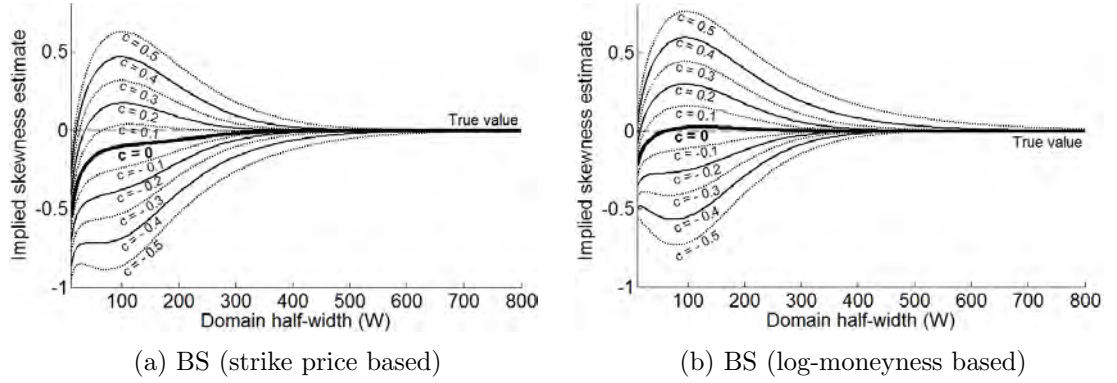 0.5
0
-0.5
-1
Implied skewness estimate
c = 0.5
c = 0.4
c = 0.3
c = 0.2
c = 0.1
c = 0
c = - 0.1
c = - 0.2
c = - 0.3
c = - 0.4
c = - 0.5
True value
100 200 300 400 500 600 700 800
Domain half-width (W)
(a) BS (strike price based)
0.5
0
-0.5
-1
Implied skewness estimate
c = 0.5
c = 0.4
c = 0.3
c = 0.2
c = 0.1
c = 0
c = -0.1
c = - 0.2
c = - 0.3
c = - 0.4
c = - 0.5
True value
100 200 300 400 500 600 700 800
Domain half-width (W)
(b) BS (log-moneyness based)